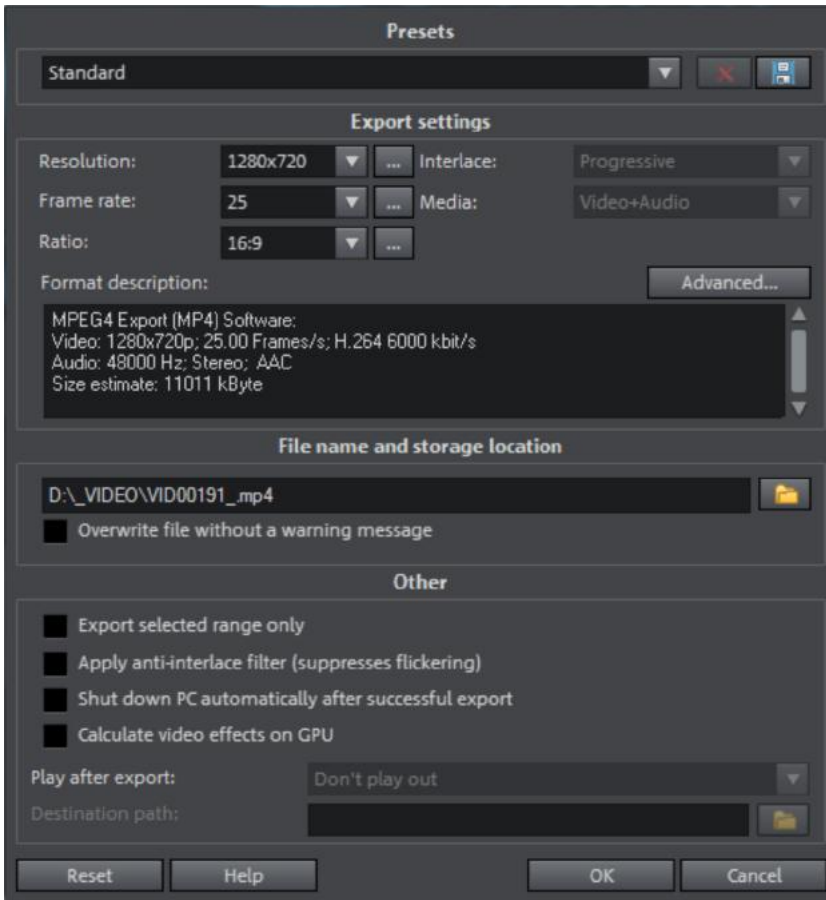 Presets
Standard
Export settings
Resolution: 1280x720 ... Interlace: Progressive
Frame rate: 25 ... Media: Video+Audio
Ratio: 16:9 ...
Format description: Advanced...
MPEG4 Export (MP4) Software:
Video: 1280x720p; 25.00 Frames/s; H.264 6000 kbit/s
Audio: 48000 Hz; Stereo; AAC
Size estimate: 11011 kByte
File name and storage location
D:\_VIDEO\VID00191_.mp4
Overwrite file without a warning message
Other
Export selected range only
Apply anti-interlace filter (suppresses flickering)
Shut down PC automatically after successful export
Calculate video effects on GPU
Play after export: Don't play out
Destination path:
Reset Help OK Cancel